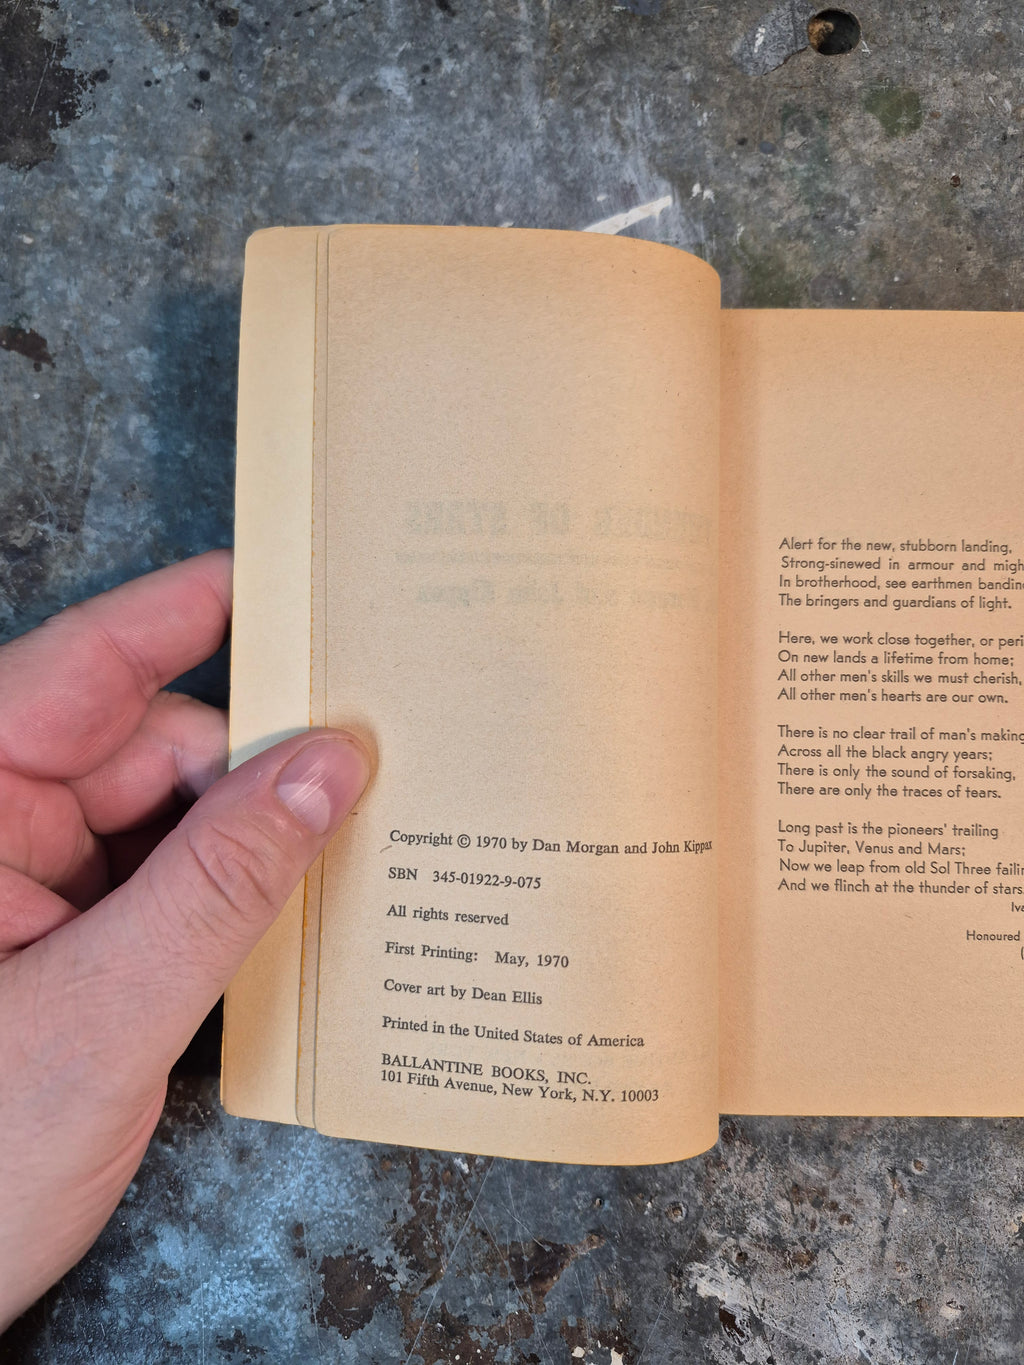 Copyright © 1970 by Dan Morgan and John Kippax
SBN 345-01922-9-075
All rights reserved
First Printing: May, 1970
Cover art by Dean Ellis
Printed in the United States of America
BALLANTINE BOOKS, INC.
101 Fifth Avenue, New York, N.Y. 10003
Alert for the new, stubborn landing,
Strong-sinewed in armour and
In brotherhood, see earthmen
The bringers and guardians of light.
Here, we work close together, or
On new lands a lifetime from home;
All other men's skills we must cherish,
All other men's hearts are our own.
There is no clear trail of man's making
Across all the black angry years;
There is only the sound of forsaking,
There are only the traces of tears.
Long past is the pioneers' trailing
To Jupiter, Venus and Mars;
Now we leap from old Sol Three
And we flinch at the thunder of stars.
Honoured